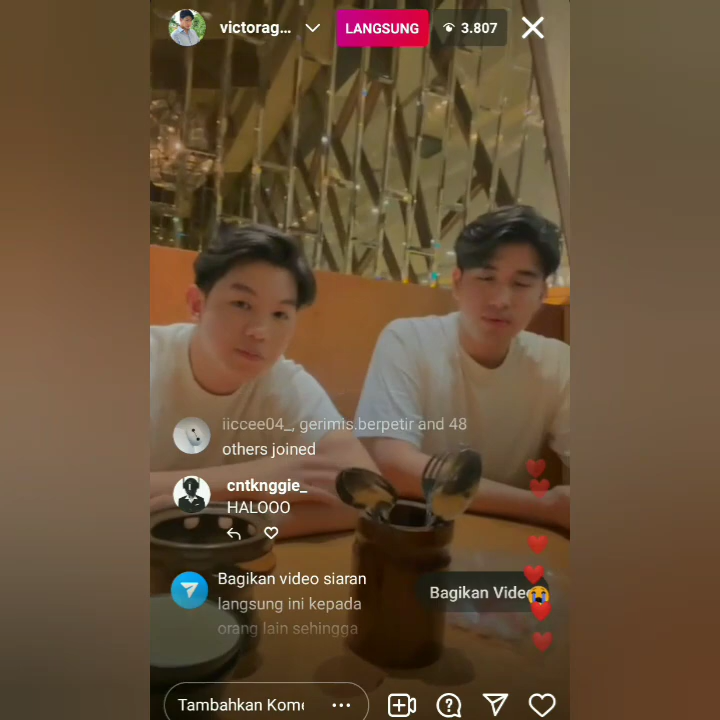 victorag...
LANGSUNG
3.807
iiccee04_, gerimis.berpetir and 48
others joined
cntknggie_
HALOOO
Bagikan video siaran
langsung ini kepada
orang lain sehingga
Bagikan Vide
Tambahkan Kome